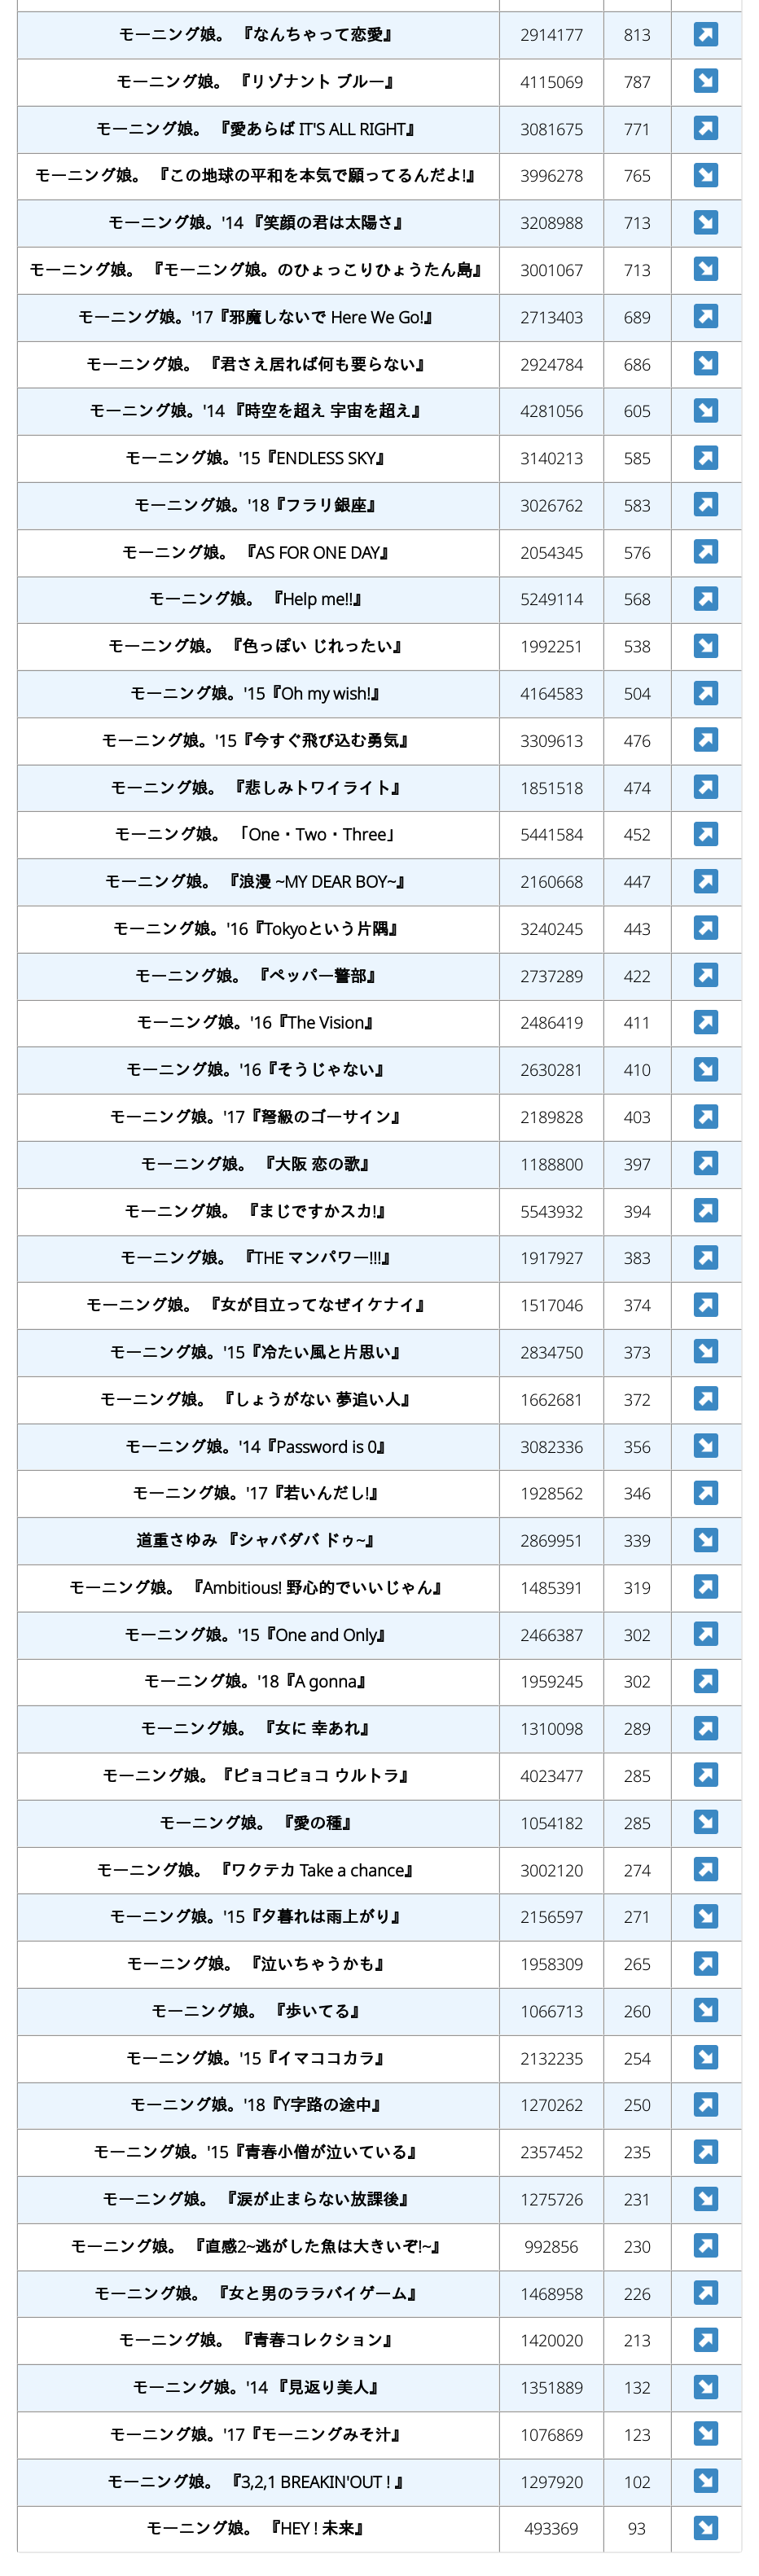 モーニング娘。 『なんちゃって恋愛』 2914177 813
モーニング娘。 『リゾナント ブルー』 4115069 787
モーニング娘。 『愛あらば IT'S ALL RIGHT』 3081675 771
モーニング娘。 『この地球の平和を本気で願ってるんだよ!』 3996278 765
モーニング娘。'14 『笑顔の君は太陽さ』 3208988 713
モーニング娘。 『モーニング娘。のひょっこりひょうたん島』 3001067 713
モーニング娘。'17『邪魔しないで Here We Go!』 2713403 689
モーニング娘。 『君さえ居れば何も要らない』 2924784 686
モーニング娘。'14 『時空を超え 宇宙を超え』 4281056 605
モーニング娘。'15『ENDLESS SKY』 3140213 585
モーニング娘。'18『フラリ銀座』 3026762 583
モーニング娘。 『AS FOR ONE DAY』 2054345 576
モーニング娘。 『Help me!!』 5249114 568
モーニング娘。 『色っぽい じれったい』 1992251 538
モーニング娘。'15『Oh my wish!』 4164583 504
モーニング娘。'15『今すぐ飛び込む勇気』 3309613 476
モーニング娘。 『悲しみトワイライト』 1851518 474
モーニング娘。 「One・Two・Three」 5441584 452
モーニング娘。 『浪漫 ~MY DEAR BOY~』 2160668 447
モーニング娘。'16『Tokyoという片隅』 3240245 443
モーニング娘。 『ペッパー警部』 2737289 422
モーニング娘。'16『The Vision』 2486419 411
モーニング娘。'16『そうじゃない』 2630281 410
モーニング娘。'17『弩級のゴーサイン』 2189828 403
モーニング娘。 『大阪 恋の歌』 1188800 397
モーニング娘。 『まじですかスカ!』 5543932 394
モーニング娘。 『THE マンパワー!!!』 1917927 383
モーニング娘。 『女が目立ってなぜイケナイ』 1517046 374
モーニング娘。'15『冷たい風と片思い』 2834750 373
モーニング娘。 『しょうがない 夢追い人』 1662681 372
モーニング娘。'14『Password is 0』 3082336 356
モーニング娘。'17『若いんだし!』 1928562 346
道重さゆみ 『シャバダバ ドゥ~』 2869951 339
モーニング娘。 『Ambitious! 野心的でいいじゃん』 1485391 319
モーニング娘。'15『One and Only』 2466387 302
モーニング娘。'18『A gonna』 1959245 302
モーニング娘。 『女に 幸あれ』 1310098 289
モーニング娘。『ピョコピョコ ウルトラ』 4023477 285
モーニング娘。 『愛の種』 1054182 285
モーニング娘。 『ワクテカ Take a chance』 3002120 274
モーニング娘。'15『夕暮れは雨上がり』 2156597 271
モーニング娘。 『泣いちゃうかも』 1958309 265
モーニング娘。 『歩いてる』 1066713 260
モーニング娘。'15『イマココカラ』 2132235 254
モーニング娘。'18『Y字路の途中』 1270262 250
モーニング娘。'15『青春小僧が泣いている』 2357452 235
モーニング娘。 『涙が止まらない放課後』 1275726 231
モーニング娘。 『直感2~逃がした魚は大きいぞ!~』 992856 230
モーニング娘。 『女と男のララバイゲーム』 1468958 226
モーニング娘。 『青春コレクション』 1420020 213
モーニング娘。'14 『見返り美人』 1351889 132
モーニング娘。'17『モーニングみそ汁』 1076869 123
モーニング娘。 『3,2,1 BREAKIN'OUT ! 』 1297920 102
モーニング娘。 『HEY ! 未来』 493369 93